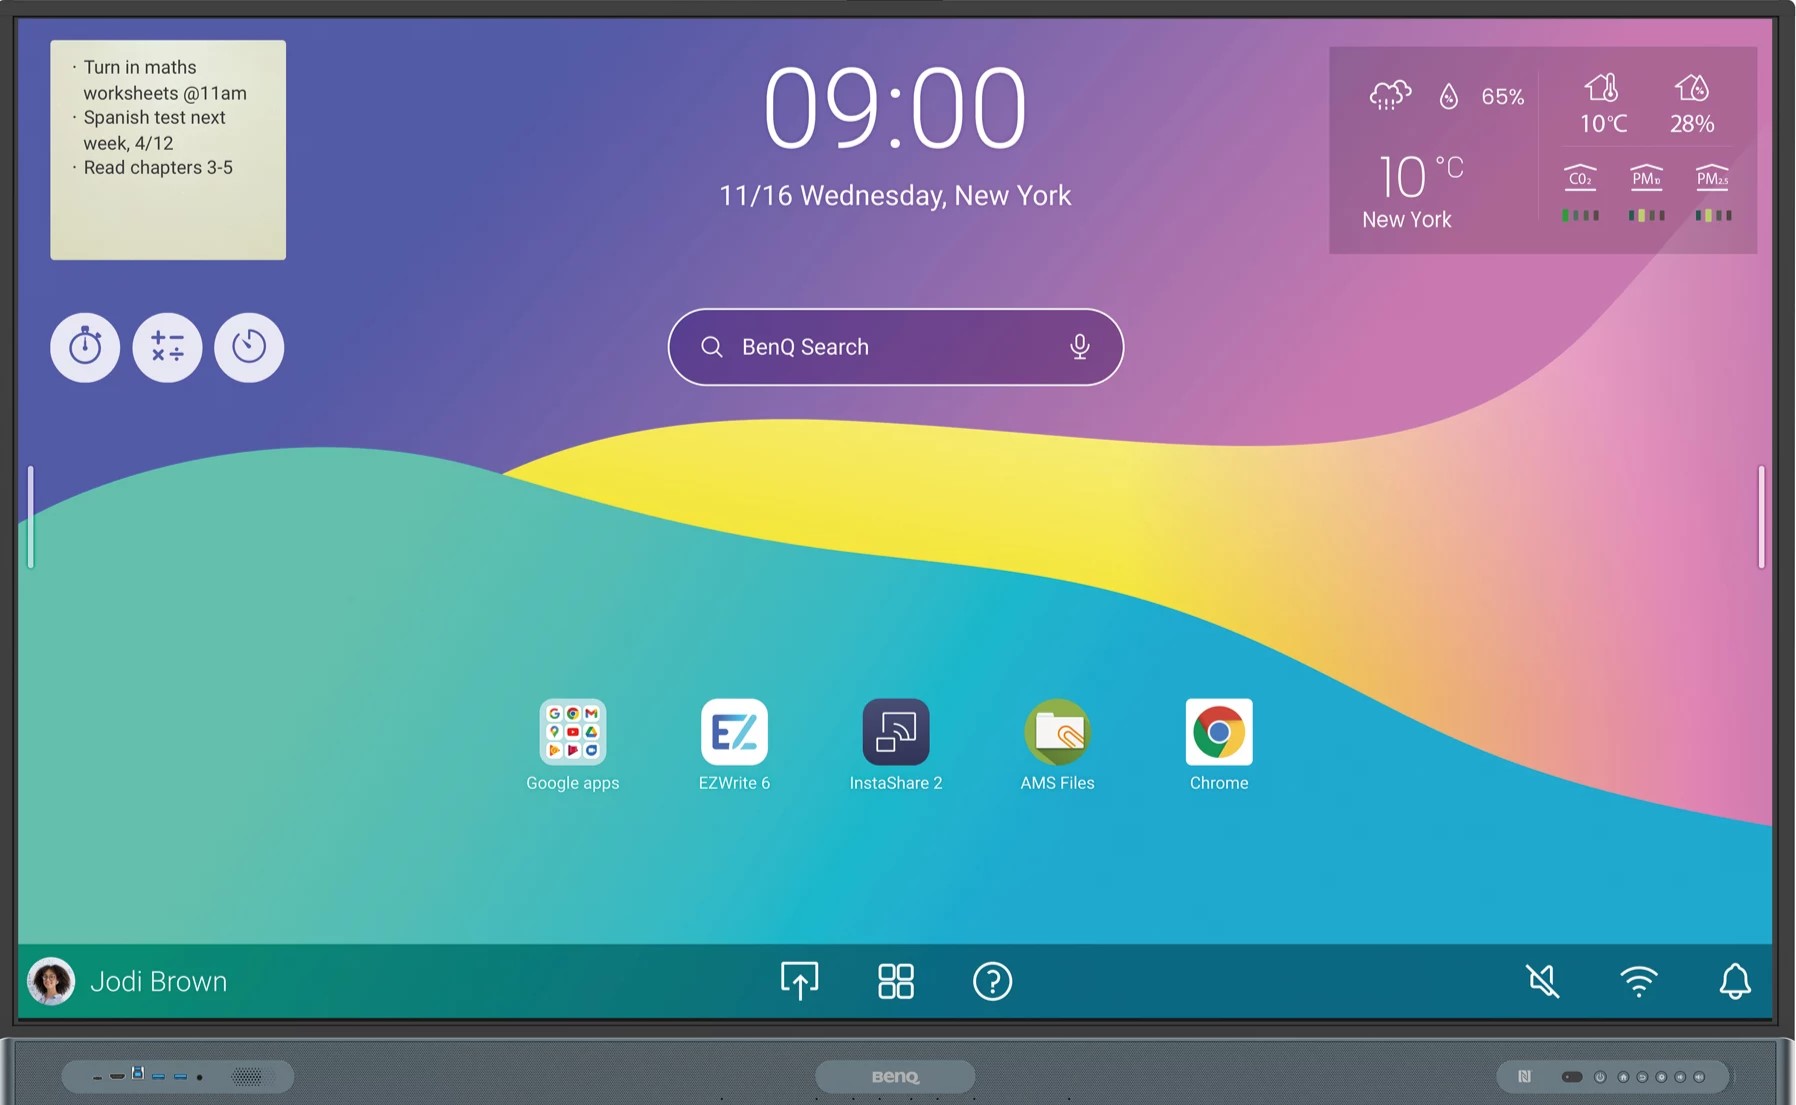 · Turn in maths
worksheets @11am
· Spanish test next
week, 4/12
· Read chapters 3-5
09:00
11/16 Wednesday, New York
65%
10°C
28%
10 °C
New York
CO₂
PM₁₀
PM₂.₅
BenQ Search
EZ
Google apps
EZWrite 6
InstaShare 2
AMS Files
Chrome
Jodi Brown
BenQ